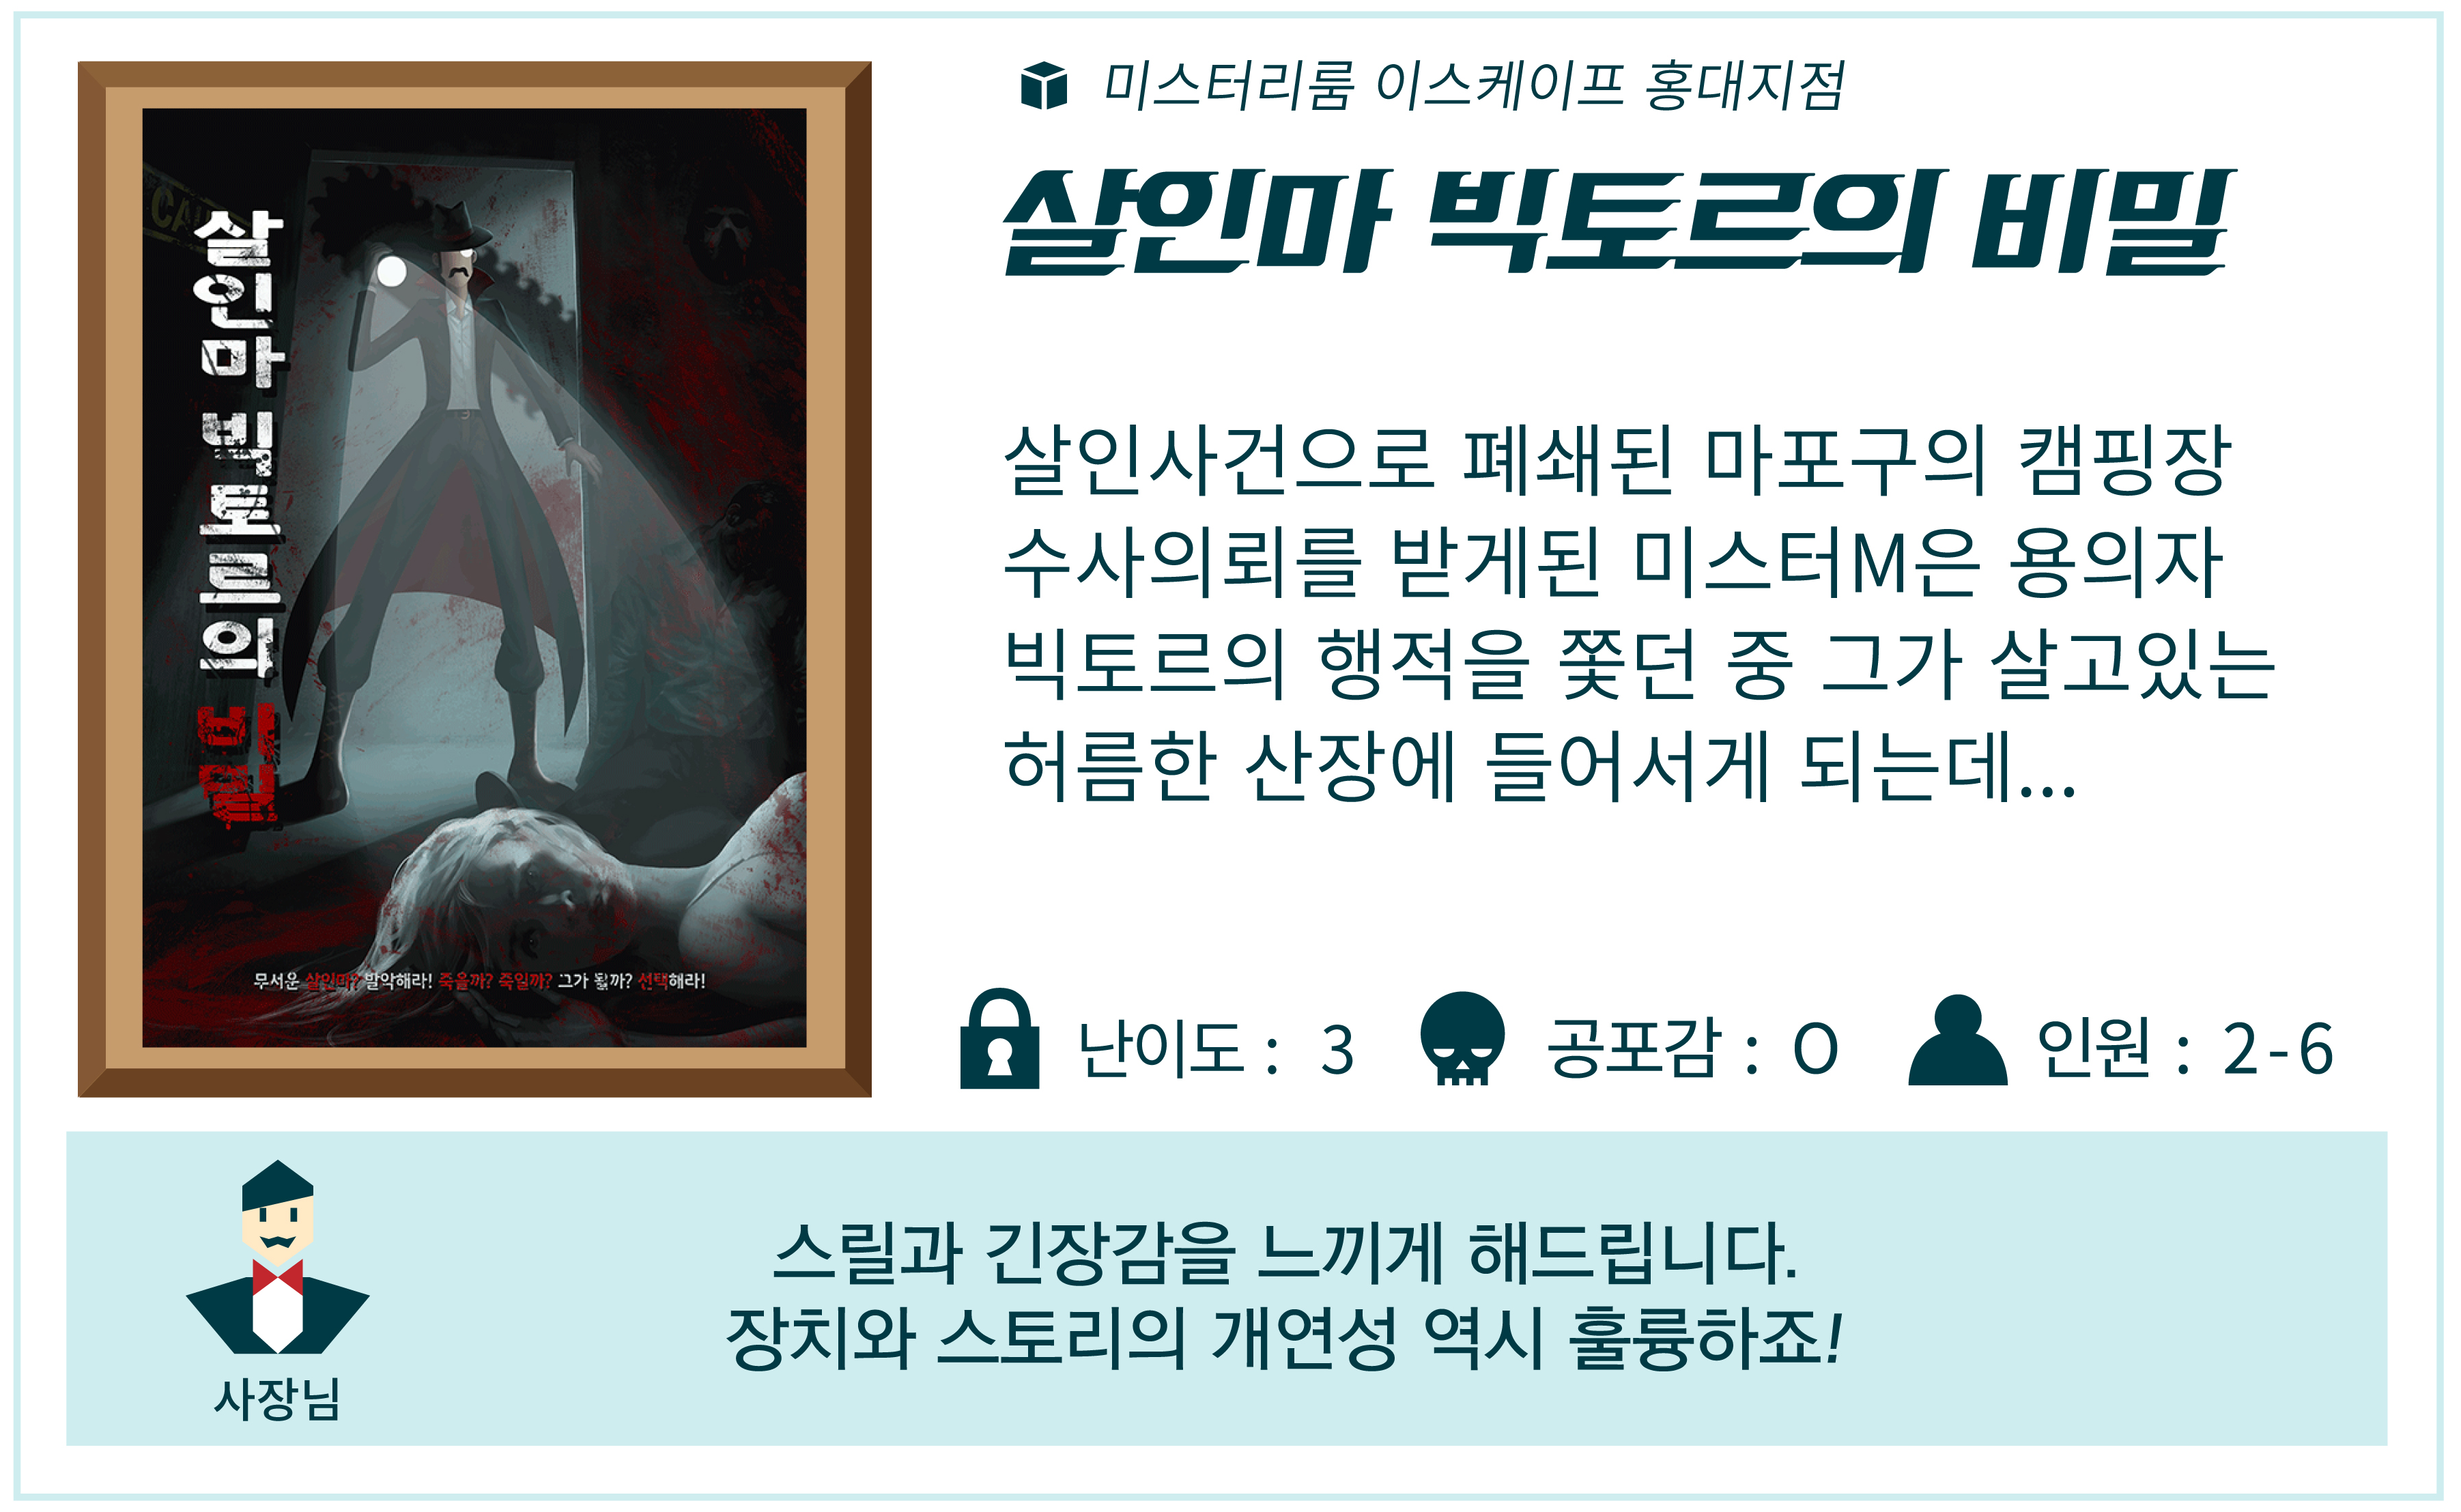 미스터리룸 이스케이프 홍대지점
살인마 빅토르의 비밀
살인마 빅토르의 비밀
살인사건으로 폐쇄된 마포구의 캠핑장
수사의뢰를 받게된 미스터M은 용의자
빅토르의 행적을 쫓던 중 그가 살고있는
허름한 산장에 들어서게 되는데...
무서운 살인마? 발악해라! 죽을까? 죽일까? 그가 될까? 선택해라!
난이도 : 3
공포감 : O
인원 : 2-6
스릴과 긴장감을 느끼게 해드립니다.
장치와 스토리의 개연성 역시 훌륭하죠!
사장님